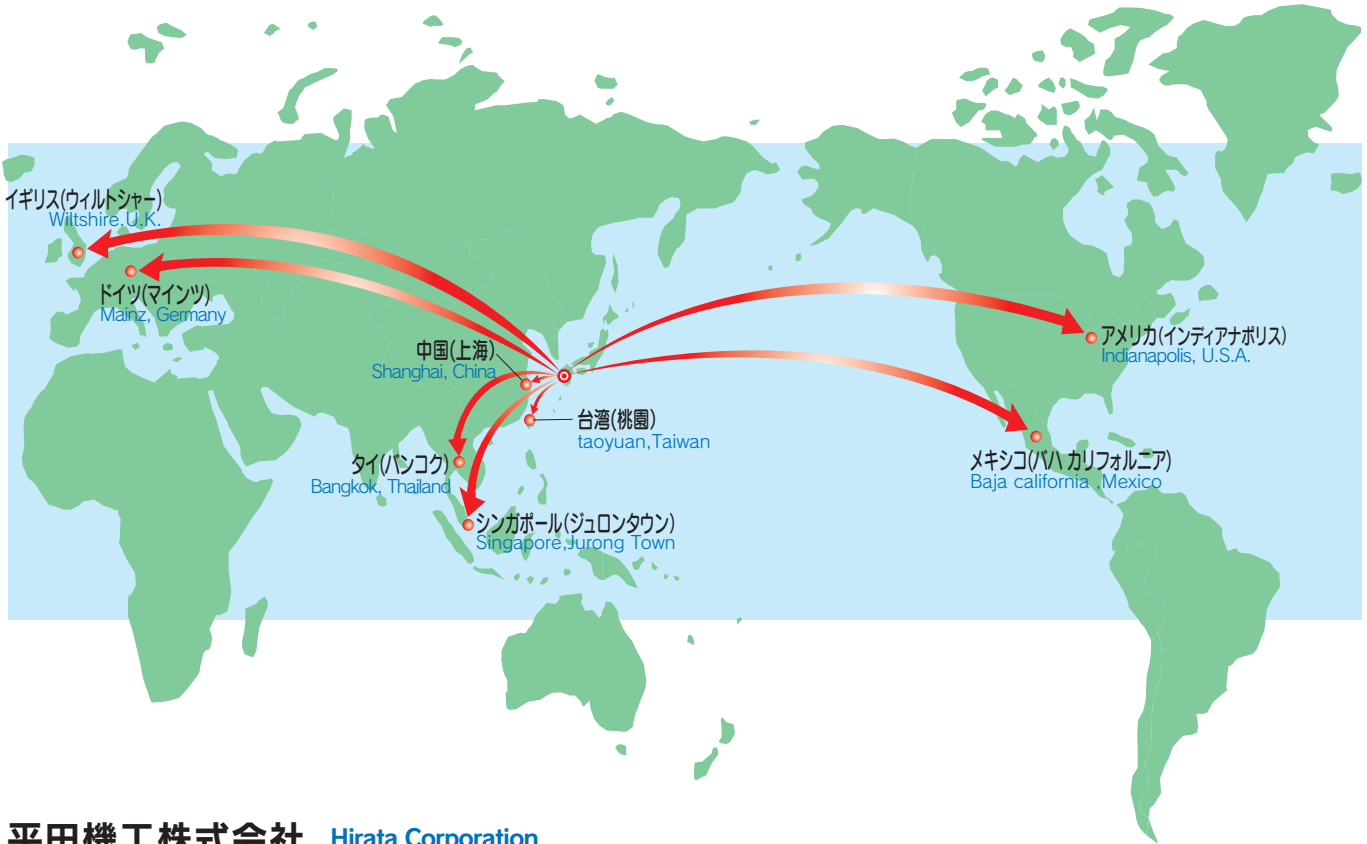 イギリス(ウィルトシャー)
Wiltshire.U.K.
ドイツ(マインツ)
Mainz, Germany
中国(上海)
Shanghai, China
台湾(桃園)
taoyuan,Taiwan
タイ(バンコク)
Bangkok, Thailand
シンガポール(ジュロンタウン)
Singapore,Jurong Town
アメリカ(インディアナポリス)
Indianapolis, U.S.A.
メキシコ(バハ カリフォルニア)
Baja california ,Mexico
平田機工株式会社 Hirata Corporation